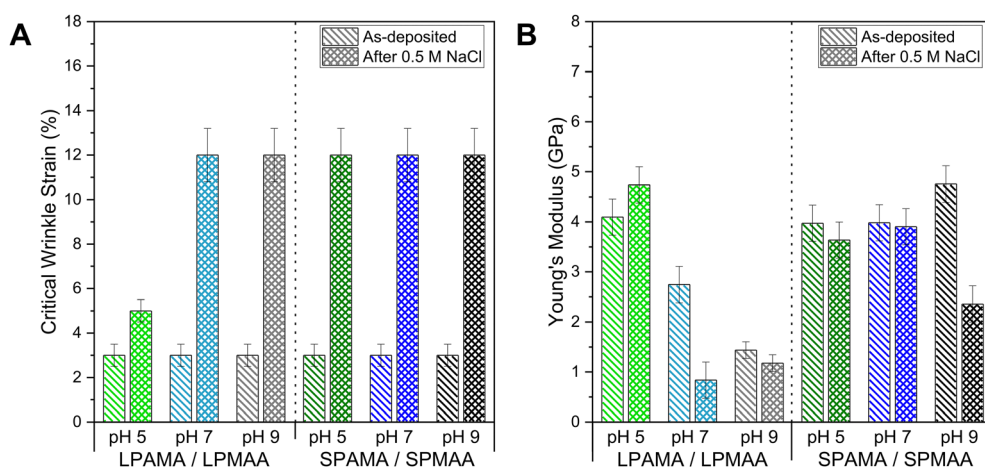 A
Critical Wrinkle Strain (%)
18
16
14
12
10
8
6
4
2
0
As-deposited
After 0.5 M NaCl
pH 5 pH 7 pH 9 pH 5 pH 7 pH 9
LPAMA / LPMAA SPAMA / SPMAA
B
Young's Modulus (GPa)
8
7
6
5
4
3
2
1
0
As-deposited
After 0.5 M NaCl
pH 5 pH 7 pH 9 pH 5 pH 7 pH 9
LPAMA / LPMAA SPAMA / SPMAA